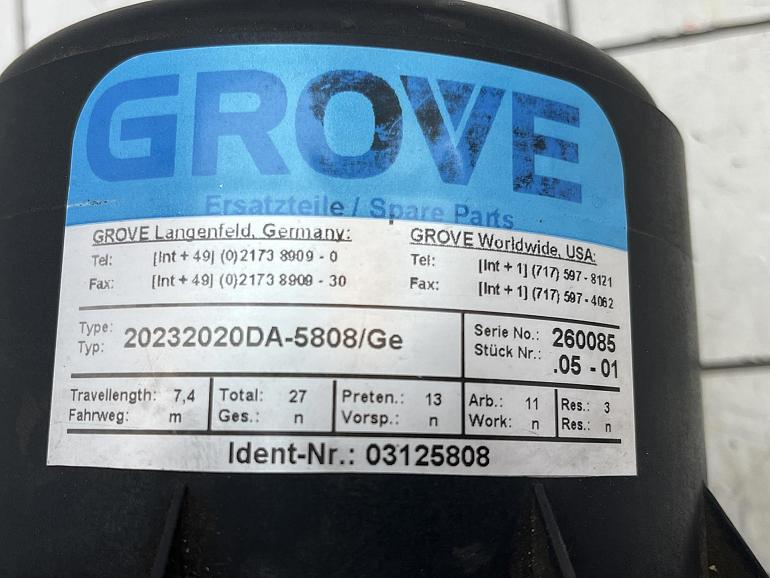 GROVE
Ersatzteile / Spare Parts
GROVE Langenfeld, Germany:
Tel: [Int + 49] (0)2173 8909 - 0
Fax: [Int + 49] (0)2173 8909 - 30
GROVE Worldwide, USA:
Tel: [Int + 1] (717) 597 - 8121
Fax: [Int + 1] (717) 597 - 4062
Type:
Typ: 20232020DA-5808/Ge
Serie No.: 260085
Stück Nr.: .05 - 01
Travellength: 7,4
Fahrweg: m
Total: 27
Ges.: n
Preten.: 13
Vorsp.: n
Arb.: 11
Work: n
Res.: 3
Res.: n
Ident-Nr.: 03125808